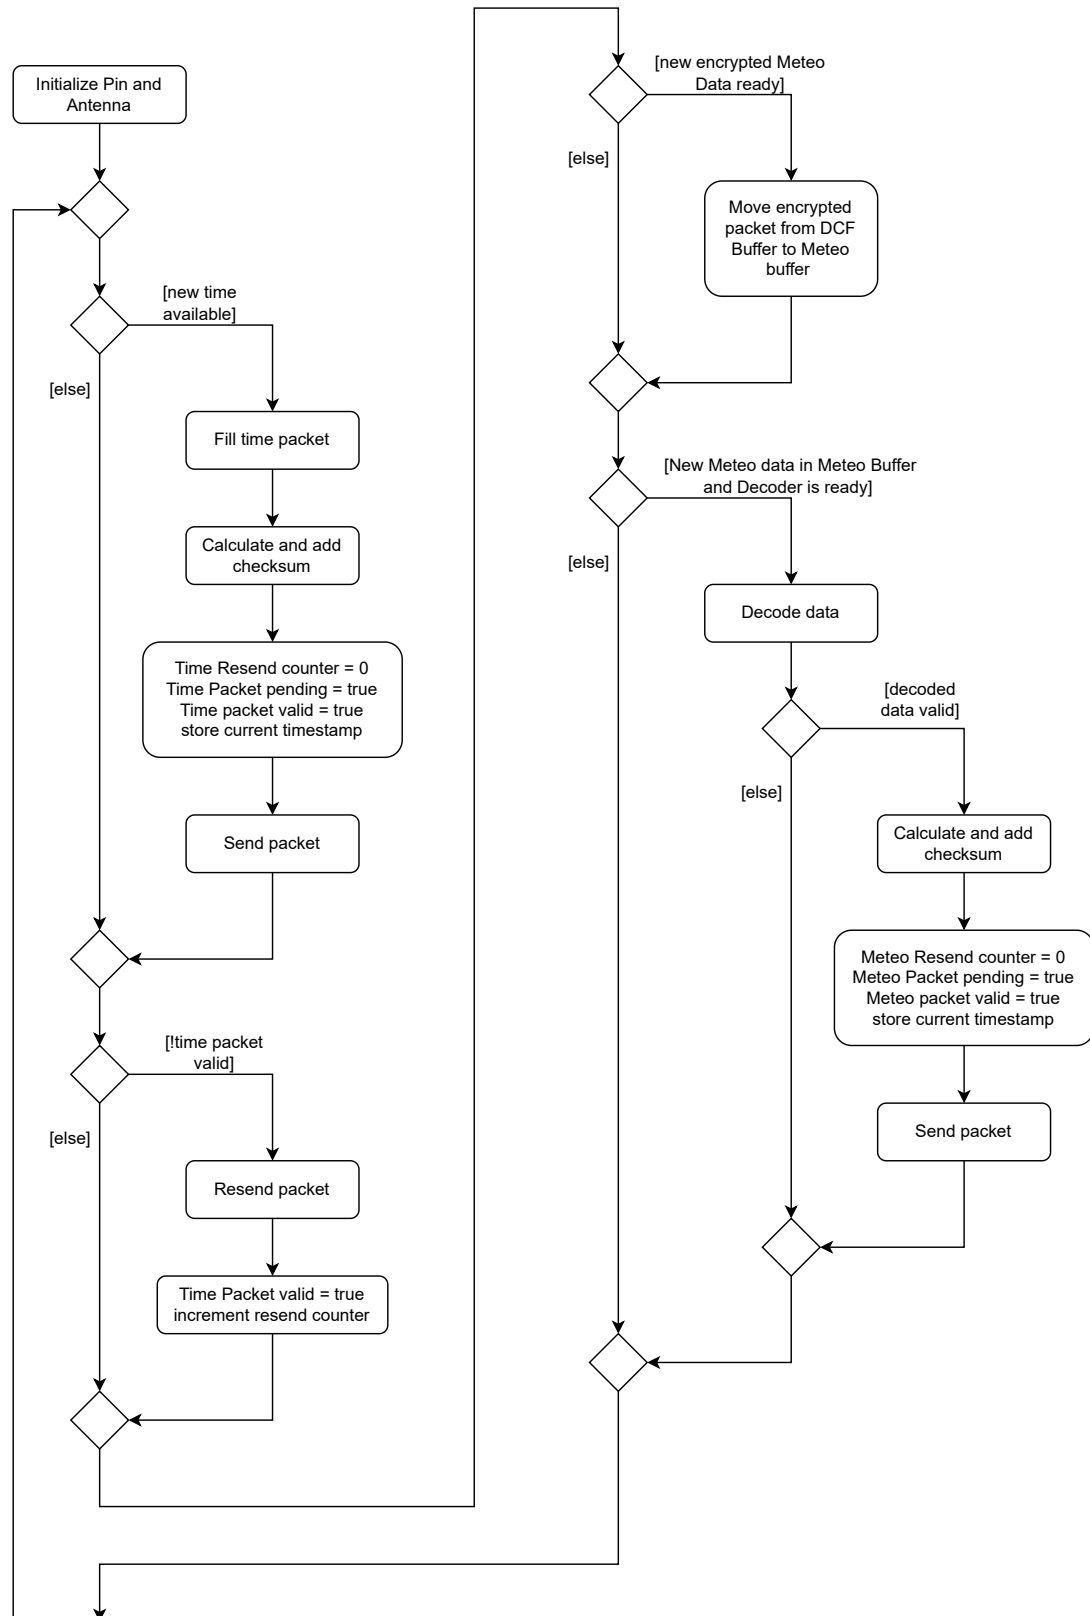 Initialize Pin and
Antenna
[new time
available]
[else]
Fill time packet
Calculate and add
checksum
Time Resend counter = 0
Time Packet pending = true
Time packet valid = true
store current timestamp
Send packet
[!time packet
valid]
[else]
Resend packet
Time Packet valid = true
increment resend counter
[new encrypted Meteo
Data ready]
[else]
Move encrypted
packet from DCF
Buffer to Meteo
buffer
[New Meteo data in Meteo Buffer
and Decoder is ready]
[else]
Decode data
[decoded
data valid]
[else]
Calculate and add
checksum
Meteo Resend counter = 0
Meteo Packet pending = true
Meteo packet valid = true
store current timestamp
Send packet